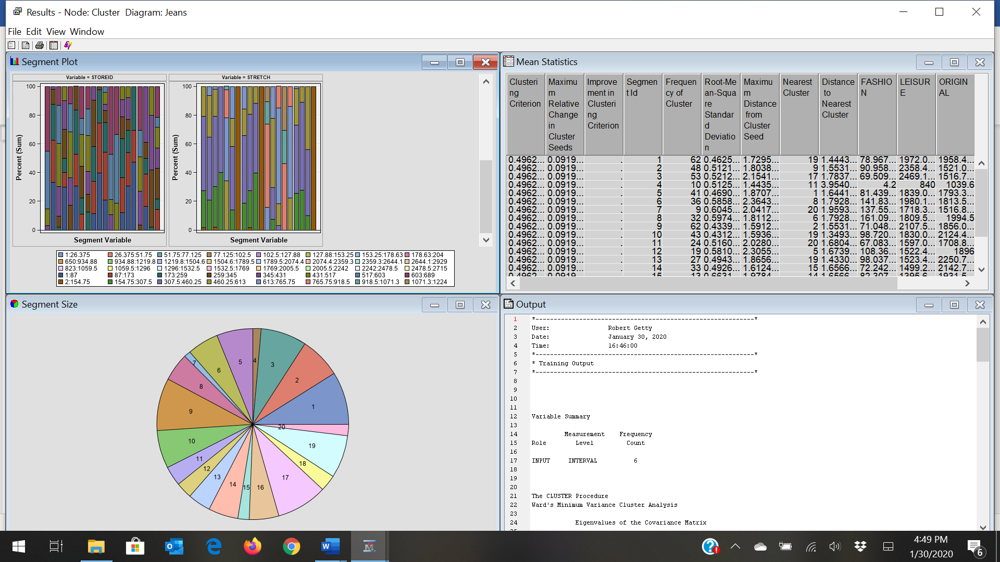 Results - Node: Cluster  Diagram: Jeans
File Edit View Window
Segment Plot
Variable = STOREID
Variable = STRETCH
100
80
60
40
20
0
Percent (Sum)
Segment Variable
100
80
60
40
20
0
Percent (Sum)
Segment Variable
1:26.375 26.375:51.75 51.75:77.125 77.125:102.5 102.5:127.88 127.88:153.25 153.25:178.63 178.63:204
650:934.88 934.88:1219.8 1219.8:1504.6 1504.6:1789.5 1789.5:2074.4 2074.4:2359.3 2359.3:2644.1 2644.1:2929
823:1059.5 1059.5:1296 1296:1532.5 1532.5:1769 1769:2005.5 2005.5:2242 2242:2478.5 2478.5:2715
1:87 87:173 173:259 259:345 345:431 431:517 517:603 603:689
2:154.75 154.75:307.5 307.5:460.25 460.25:613 613:765.75 765.75:918.5 918.5:1071.3 1071.3:1224
Mean Statistics
Clusteri
ng
Criterion
Maximu
m
Relative
Change
in
Cluster
Seeds
Improve
ment in
Clusteri
ng
Criterion
Segmen
t Id
Frequen
cy of
Cluster
Root-Me
an-Squa
re
Standar
d
Deviatio
n
Maximu
m
Distance
from
Cluster
Seed
Nearest
Cluster
Distance
to
Nearest
Cluster
FASHIO
N
LEISUR
E
ORIGIN
AL
0.4962... 0.0919... . 1 62 0.4625... 1.7295... 19 1.4443... 78.967... 1972.0... 1958.4...
0.4962... 0.0919... . 2 48 0.5121... 1.8038... 9 1.5531... 90.958... 2358.4... 1521.0...
0.4962... 0.0919... . 3 53 0.5212... 2.1541... 17 1.7837... 69.509... 2469.1... 1516.7...
0.4962... 0.0919... . 4 10 0.5125... 1.4435... 11 3.9540... 4.2 840 1039.6
0.4962... 0.0919... . 5 41 0.4690... 1.8707... 1 1.6441... 81.439... 1839.0... 1793.3...
0.4962... 0.0919... . 6 36 0.5858... 2.3643... 8 1.7928... 141.83... 1980.1... 1813.5...
0.4962... 0.0919... . 7 9 0.6045... 2.0417... 20 1.9593... 137.55... 1718.3... 1516.8...
0.4962... 0.0919... . 8 32 0.5974... 1.8112... 6 1.7928... 161.09... 1809.5... 1994.5
0.4962... 0.0919... . 9 62 0.4339... 1.5912... 2 1.5531... 71.048... 2107.5... 1856.0...
0.4962... 0.0919... . 10 43 0.4312... 1.5936... 19 1.3493... 98.720... 1830.0... 2124.4...
0.4962... 0.0919... . 11 24 0.5160... 2.0280... 20 1.6804... 67.083... 1597.0... 1708.8...
0.4962... 0.0919... . 12 19 0.5810... 2.3055... 5 1.6739... 108.36... 1522.4... 1896
0.4962... 0.0919... . 13 27 0.4943... 1.8656... 19 1.4330... 98.037... 1523.4... 2250.7...
0.4962... 0.0919... . 14 33 0.4926... 1.6124... 15 1.6566... 72.242... 1499.2... 2142.7...
Segment Size
1
2
3
4
5
6
7
8
9
10
11
12
13
14
15
16
17
18
19
20
Output
1 *------------------------------------------------------------*
2 User: Robert Getty
3 Date: January 30, 2020
4 Time: 16:46:00
5 *------------------------------------------------------------*
6 * Training Output
7 *------------------------------------------------------------*
8
9
10
11
12 Variable Summary
13
14 Measurement Frequency
15 Role Level Count
16
17 INPUT INTERVAL 6
18
19
20
21 The CLUSTER Procedure
22 Ward's Minimum Variance Cluster Analysis
23
24 Eigenvalues of the Covariance Matrix
4:49 PM
1/30/2020
6